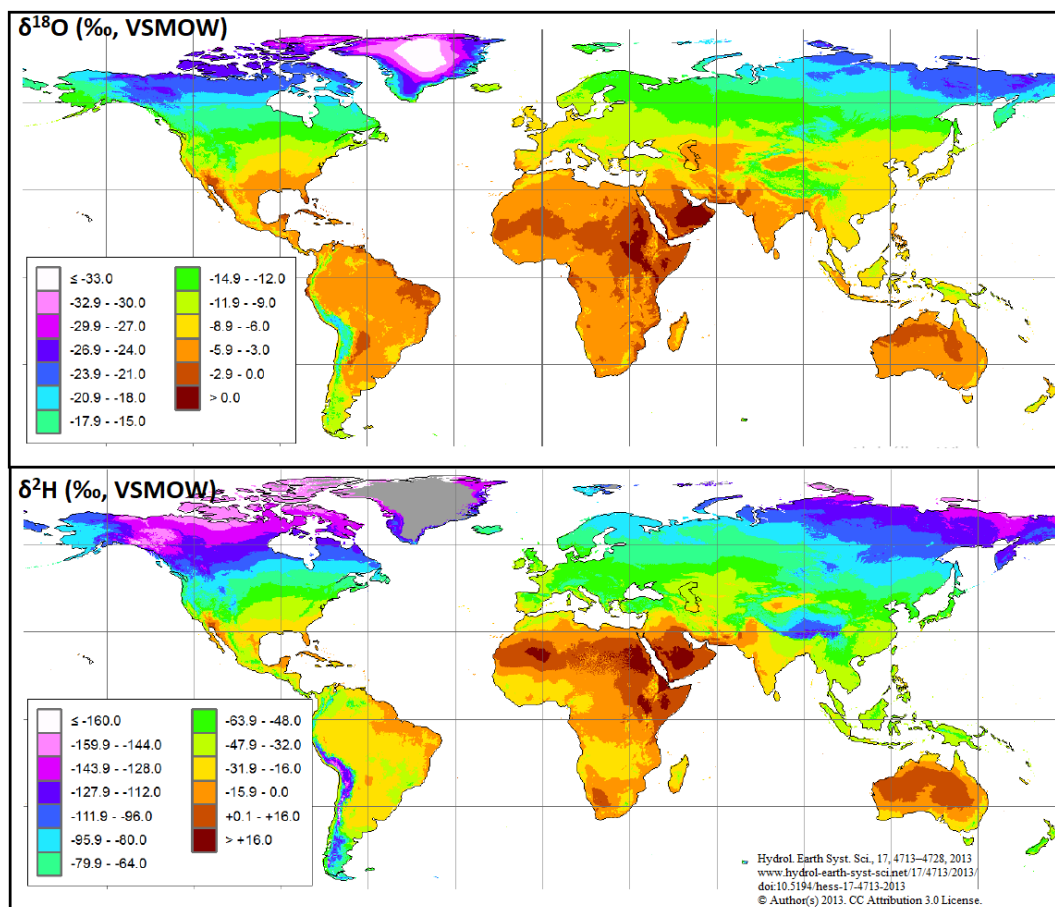 δ¹⁸O (‰, VSMOW)
≤ -33.0
-32.9 - -30.0
-29.9 - -27.0
-26.9 - -24.0
-23.9 - -21.0
-20.9 - -18.0
-17.9 - -15.0
-14.9 - -12.0
-11.9 - -9.0
-8.9 - -6.0
-5.9 - -3.0
-2.9 - 0.0
> 0.0
δ²H (‰, VSMOW)
≤ -160.0
-159.9 - -144.0
-143.9 - -128.0
-127.9 - -112.0
-111.9 - -96.0
-95.9 - -80.0
-79.9 - -64.0
-63.9 - -48.0
-47.9 - -32.0
-31.9 - -16.0
-15.9 - 0.0
+0.1 - +16.0
> +16.0
Hydrol. Earth Syst. Sci., 17, 4713–4728, 2013
www.hydrol-earth-syst-sci.net/17/4713/2013/
doi:10.5194/hess-17-4713-2013
© Author(s) 2013. CC Attribution 3.0 License.